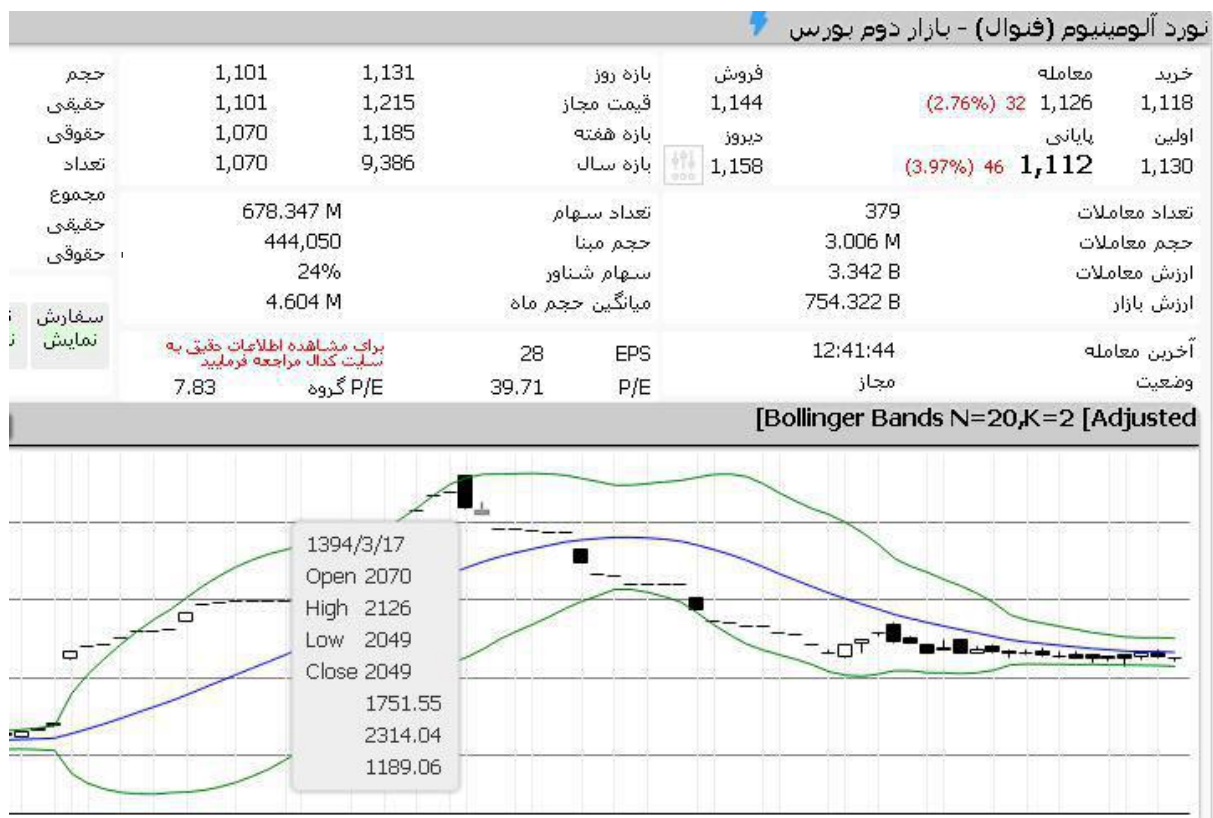 نورد آلومینیوم (فنوال) - بازار دوم بورس
خرید معامله فروش بازه روز 1,131 1,101 حجم
1,118 1,126 32 (2.76%) 1,144 قیمت مجاز 1,215 1,101 حقیقی
اولین پایانی دیروز بازه هفته 1,185 1,070 حقوقی
1,130 1,112 46 (3.97%) 1,158 بازه سال 9,386 1,070 تعداد
مجموع
حقیقی
حقوقی
تعداد معاملات 379 تعداد سهام 678.347 M
حجم معاملات 3.006 M حجم مبنا 444,050
ارزش معاملات 3.342 B سهام شناور 24%
ارزش بازار 754.322 B میانگین حجم ماه 4.604 M
سفارش
نمایش
آخرین معامله 12:41:44 EPS 28 برای مشاهده اطلاعات دقیق به
سایت کدال مراجعه فرمایید
وضعیت مجاز P/E 39.71 P/E گروه 7.83
[Bollinger Bands N=20,K=2 [Adjusted
1394/3/17
Open 2070
High 2126
Low 2049
Close 2049
1751.55
2314.04
1189.06